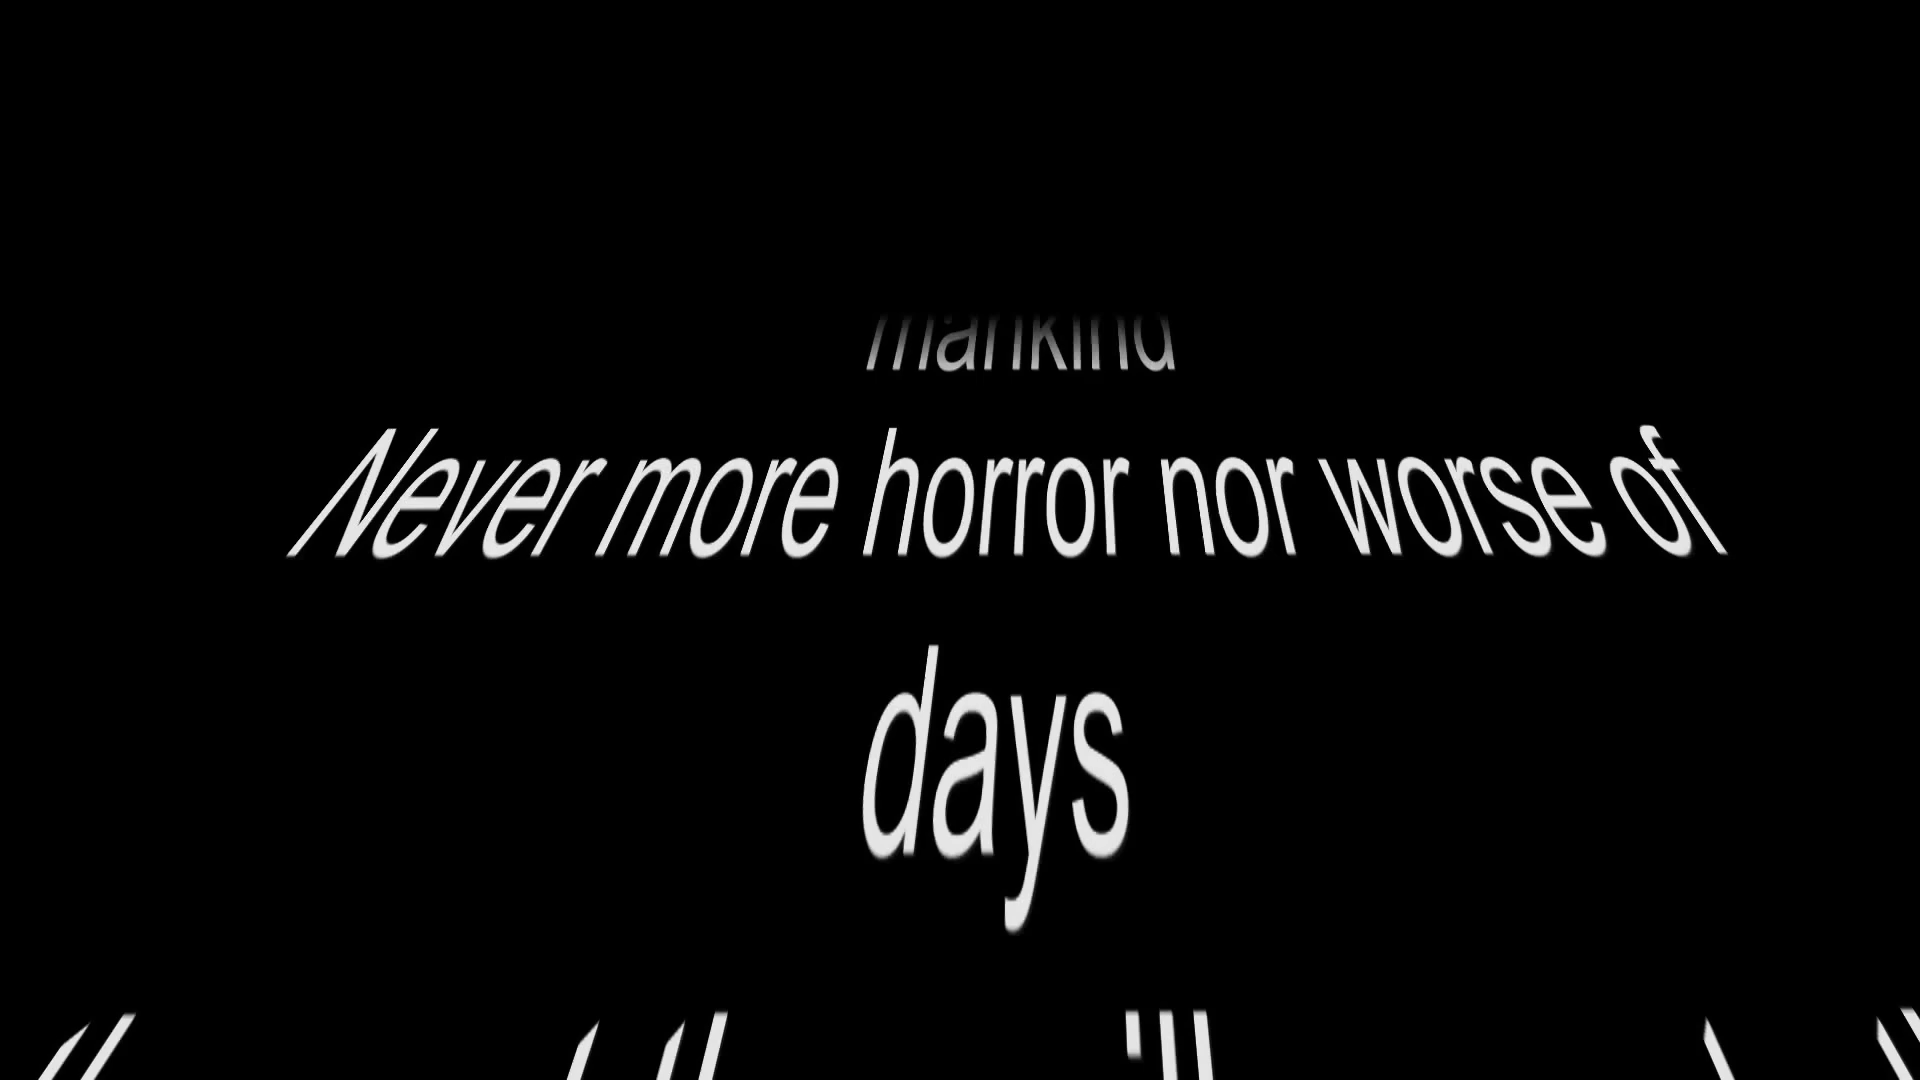 mankind
Never more horror nor worse of
days